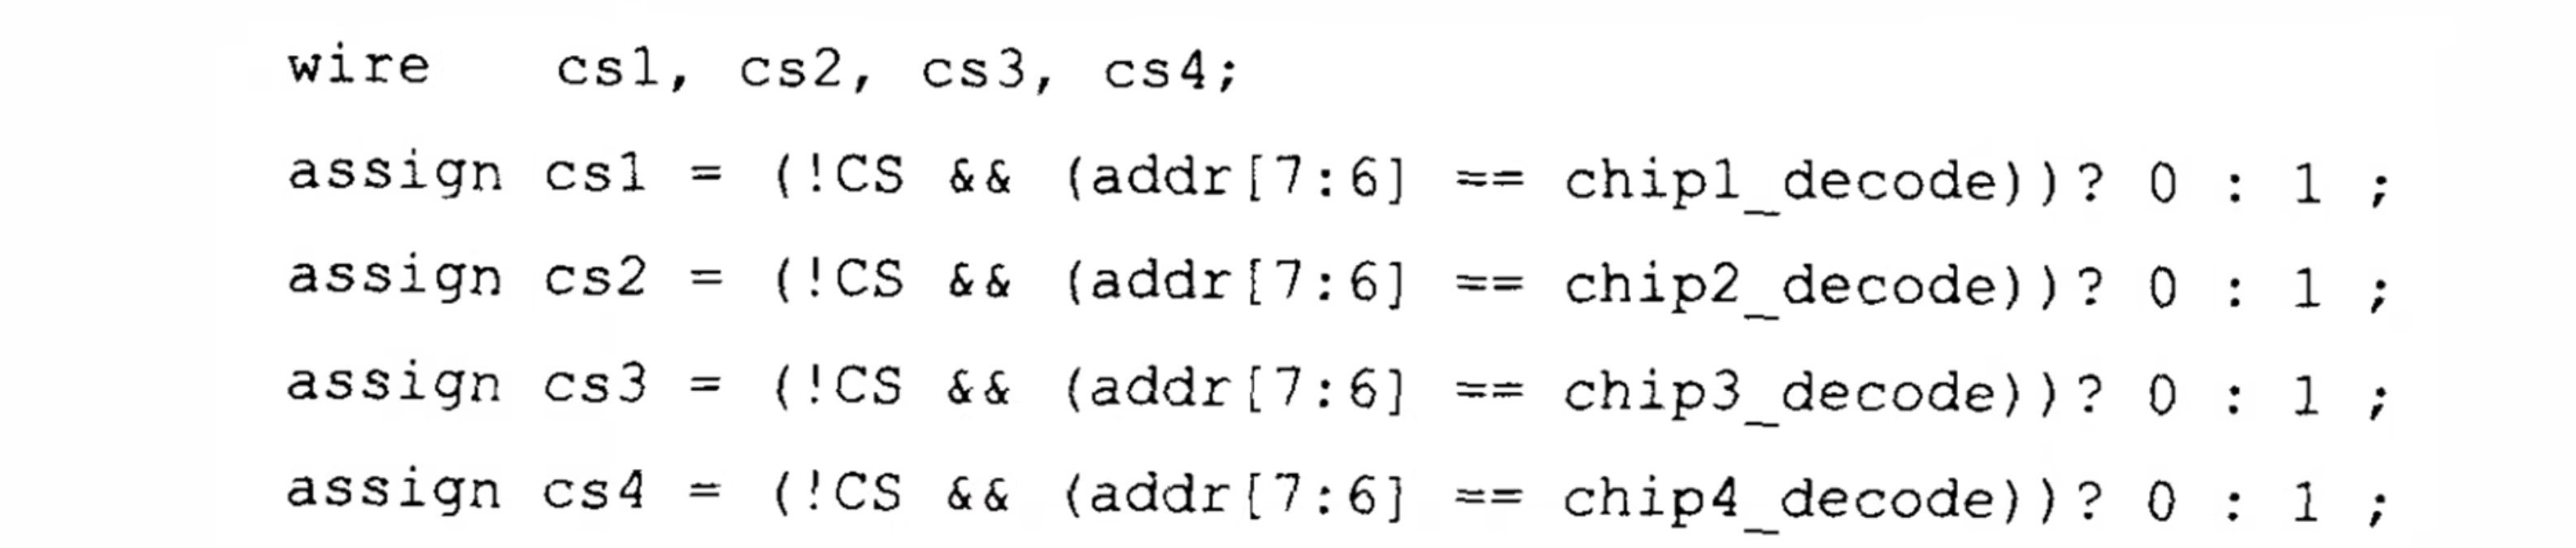 wire   cs1, cs2, cs3, cs4;
assign cs1 = (!CS && (addr[7:6] == chip1_decode))? 0 : 1 ;
assign cs2 = (!CS && (addr[7:6] == chip2_decode))? 0 : 1 ;
assign cs3 = (!CS && (addr[7:6] == chip3_decode))? 0 : 1 ;
assign cs4 = (!CS && (addr[7:6] == chip4_decode))? 0 : 1 ;